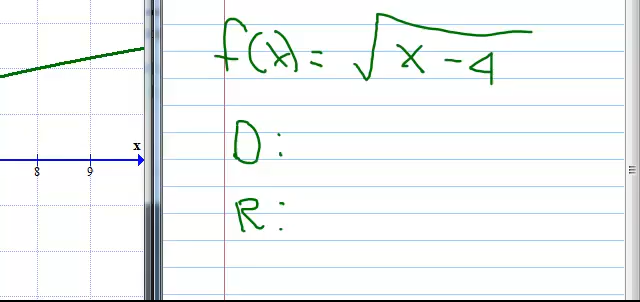 f(x) = √(x - 4)
x
8 9
D:
R: